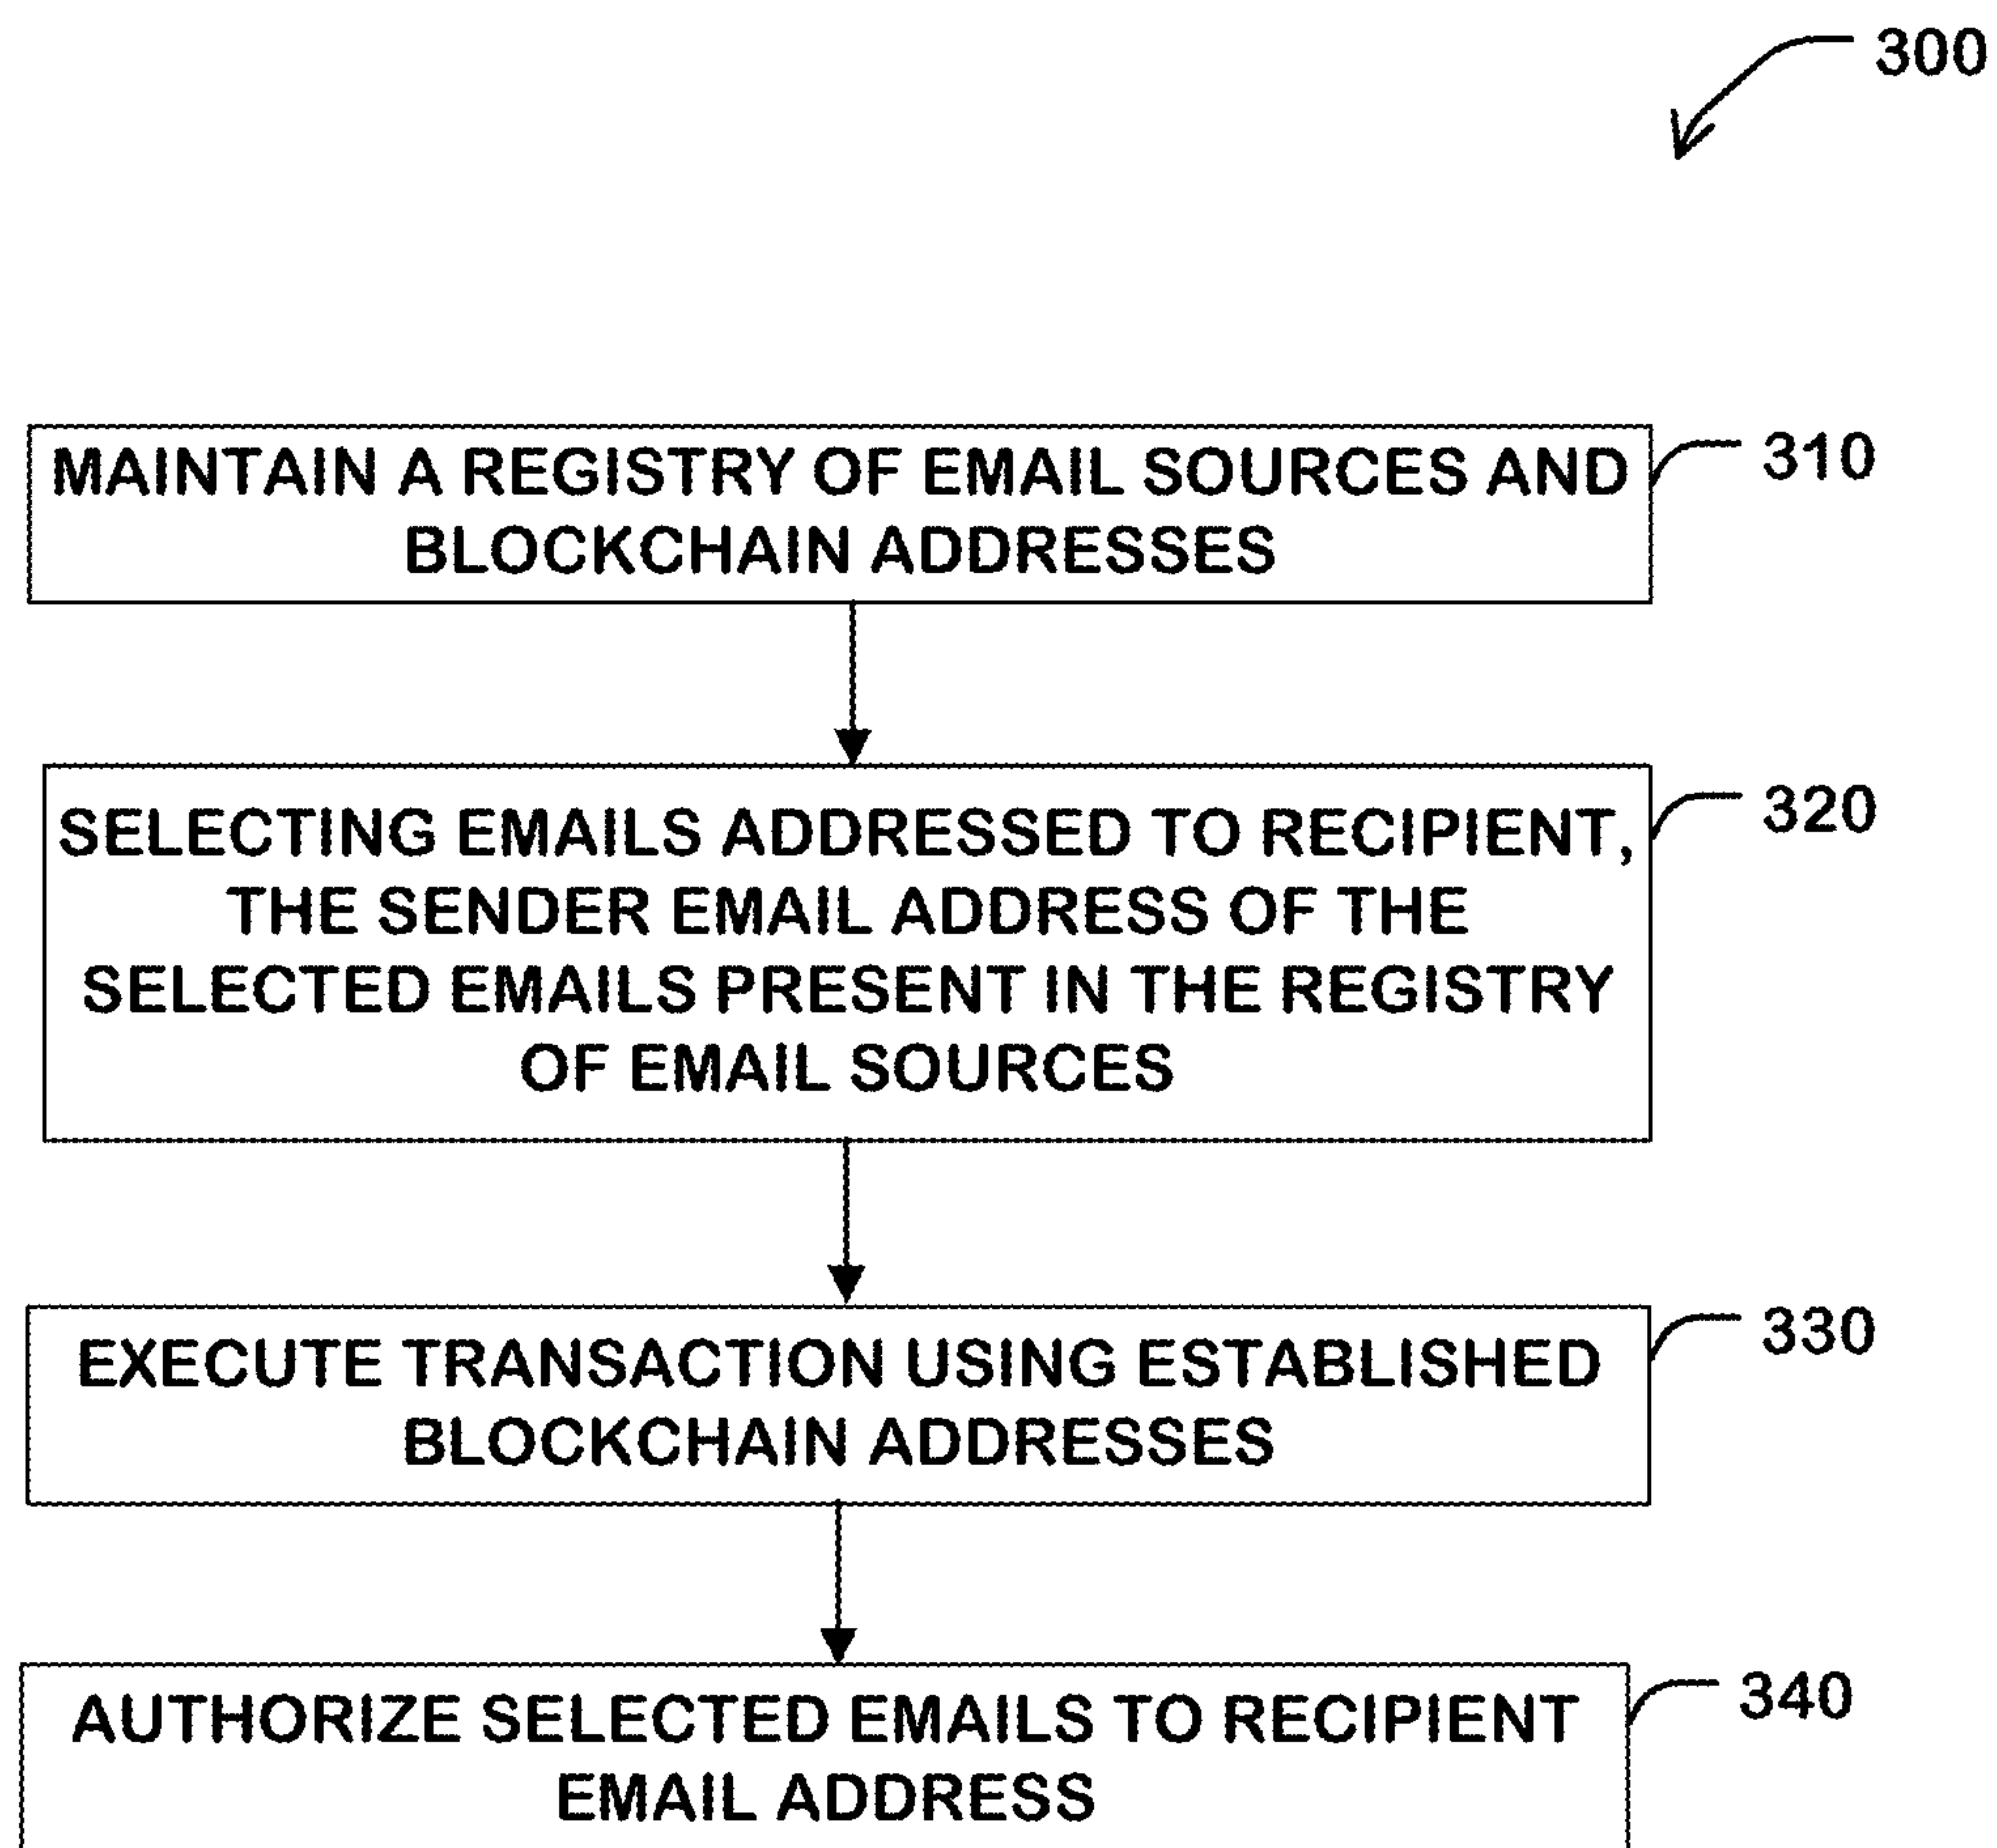 300
MAINTAIN A REGISTRY OF EMAIL SOURCES AND
BLOCKCHAIN ADDRESSES
310
SELECTING EMAILS ADDRESSED TO RECIPIENT,
THE SENDER EMAIL ADDRESS OF THE
SELECTED EMAILS PRESENT IN THE REGISTRY
OF EMAIL SOURCES
320
EXECUTE TRANSACTION USING ESTABLISHED
BLOCKCHAIN ADDRESSES
330
AUTHORIZE SELECTED EMAILS TO RECIPIENT
EMAIL ADDRESS
340